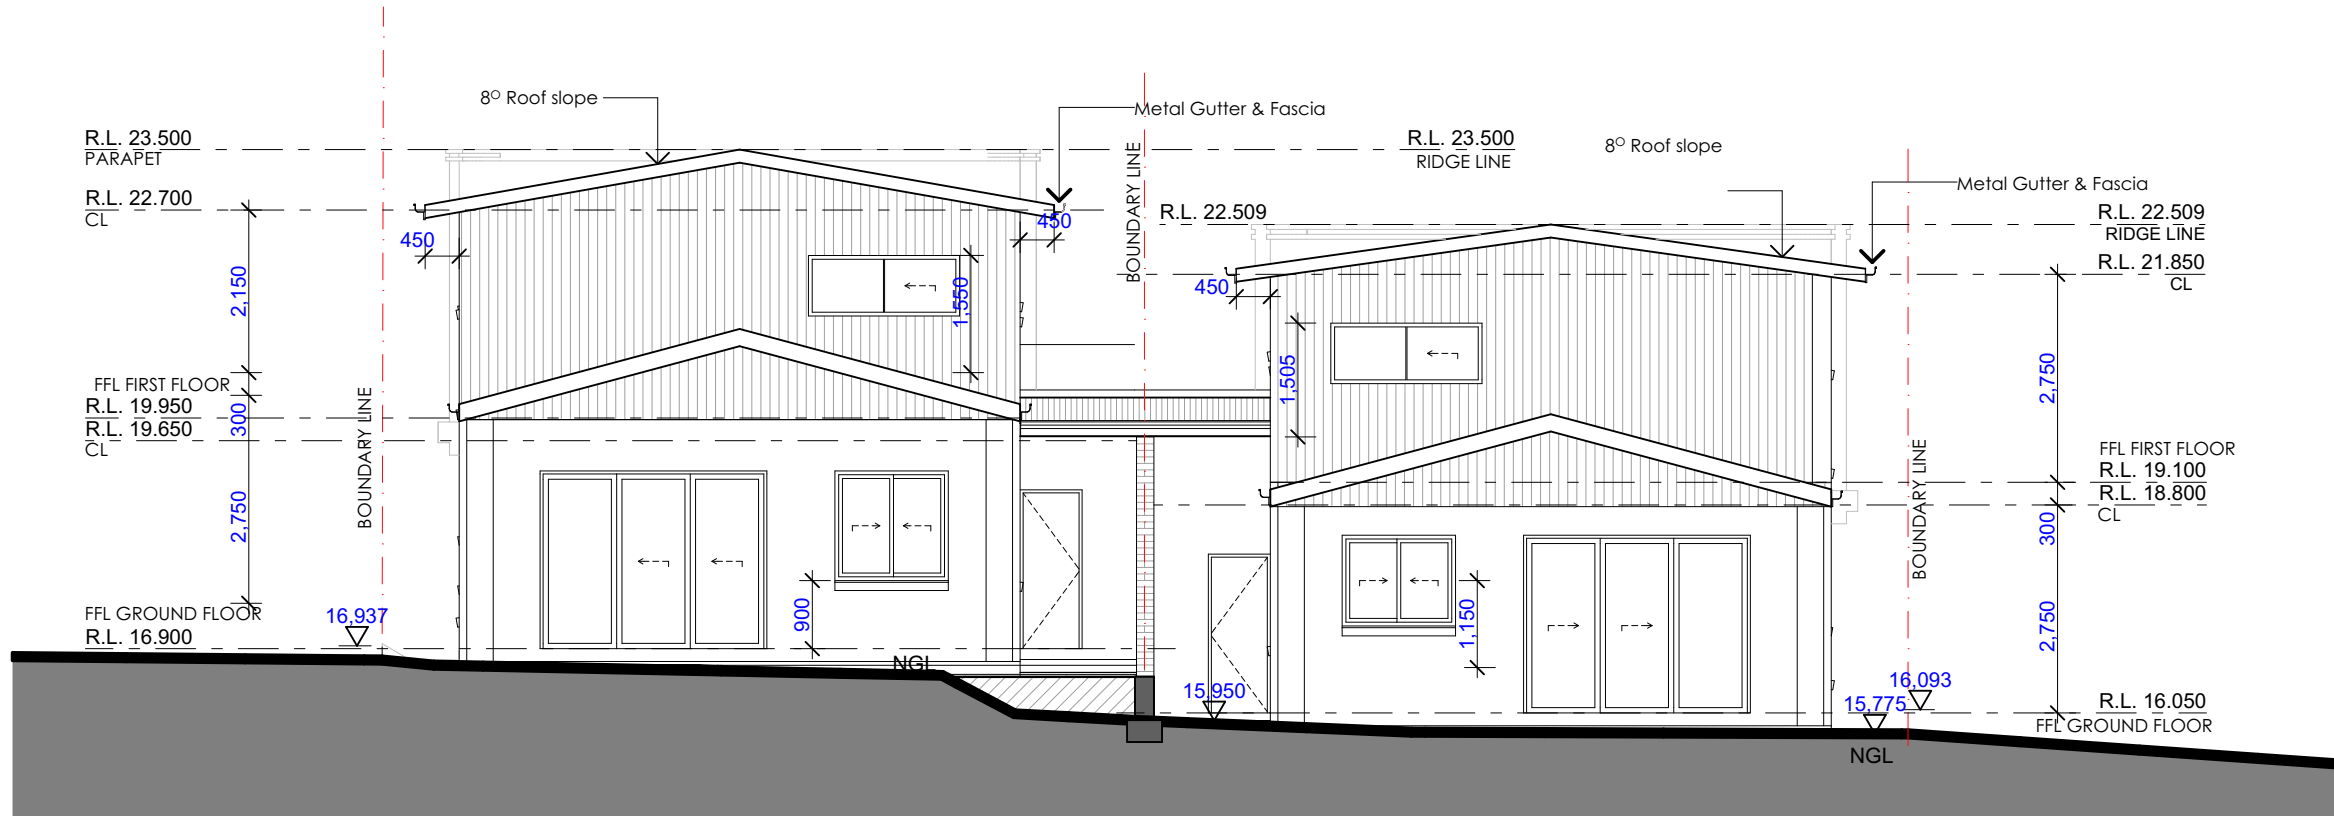 8° Roof slope
Metal Gutter & Fascia
R.L. 23.500
PARAPET
R.L. 23.500
RIDGE LINE
8° Roof slope
BOUNDARY LINE
R.L. 22.700
CL
Metal Gutter & Fascia
R.L. 22.509
R.L. 22.509
RIDGE LINE
450
450
R.L. 21.850
CL
450
2,150
1,550
1,505
2,750
FFL FIRST FLOOR
R.L. 19.950
300
R.L. 19.650
CL
BOUNDARY LINE
BOUNDARY LINE
FFL FIRST FLOOR
R.L. 19.100
R.L. 18.800
CL
300
2,750
2,750
900
1,150
FFL GROUND FLOOR
R.L. 16.900
16,937
NGL
15,950
16,093
15,775
R.L. 16.050
FFL GROUND FLOOR
NGL